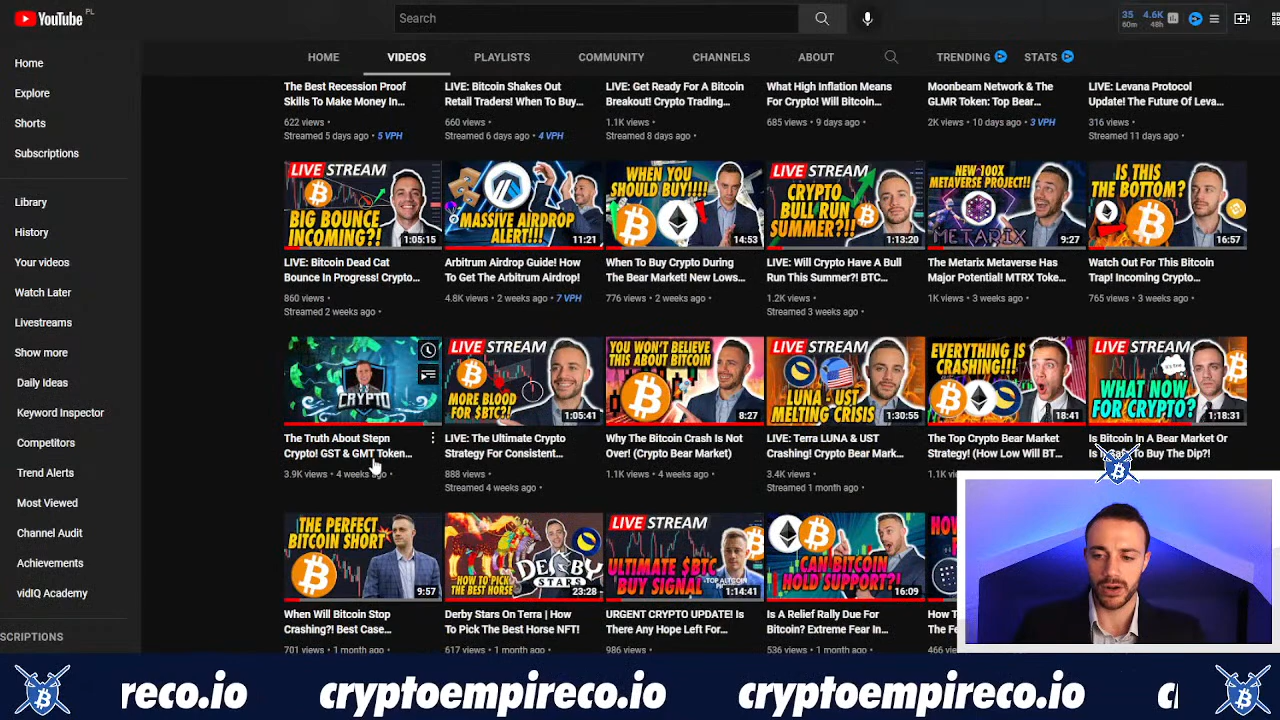 YouTube PL
Search
35 60m 4.6K 48h
HOME VIDEOS PLAYLISTS COMMUNITY CHANNELS ABOUT TRENDING STATS
Home
Explore
Shorts
Subscriptions
Library
History
Your videos
Watch Later
Livestreams
Show more
Daily Ideas
Keyword Inspector
Competitors
Trend Alerts
Most Viewed
Channel Audit
Achievements
vidIQ Academy
SCRIPTIONS
The Best Recession Proof
Skills To Make Money In...
622 views •
Streamed 5 days ago • 5 VPH
LIVE: Bitcoin Shakes Out
Retail Traders! When To Buy...
660 views •
Streamed 6 days ago • 4 VPH
LIVE: Get Ready For A Bitcoin
Breakout! Crypto Trading...
1.1K views •
Streamed 8 days ago •
What High Inflation Means
For Crypto! Will Bitcoin...
685 views • 9 days ago •
Moonbeam Network & The
GLMR Token: Top Bear...
2K views • 10 days ago • 3 VPH
LIVE: Levana Protocol
Update! The Future Of Leva...
316 views •
Streamed 11 days ago •
LIVE STREAM
BIG BOUNCE
INCOMING?!
1:05:15
LIVE: Bitcoin Dead Cat
Bounce In Progress! Crypto...
860 views •
Streamed 2 weeks ago •
MASSIVE AIRDROP
ALERT!!!
11:21
Arbitrum Airdrop Guide! How
To Get The Arbitrum Airdrop!
4.8K views • 2 weeks ago • 7 VPH
WHEN YOU
SHOULD BUY!!!!
14:53
When To Buy Crypto During
The Bear Market! New Lows...
776 views • 2 weeks ago •
LIVE STREAM
CRYPTO
BULL RUN
SUMMER?!!
1:13:20
LIVE: Will Crypto Have A Bull
Run This Summer?! BTC...
1.2K views •
Streamed 3 weeks ago •
NEW 100X
METAVERSE PROJECT!!
METARIX
9:27
The Metarix Metaverse Has
Major Potential! MTRX Toke...
1K views • 3 weeks ago •
IS THIS
THE BOTTOM?
16:57
Watch Out For This Bitcoin
Trap! Incoming Crypto...
765 views • 3 weeks ago •
CRYPTO
The Truth About Stepn
Crypto! GST & GMT Token...
3.9K views • 4 weeks ago •
LIVE STREAM
MORE BLOOD
FOR $BTC?!
1:05:41
LIVE: The Ultimate Crypto
Strategy For Consistent...
888 views •
Streamed 4 weeks ago •
YOU WON'T BELIEVE
THIS ABOUT BITCOIN
8:27
Why The Bitcoin Crash Is Not
Over! (Crypto Bear Market)
1.1K views • 4 weeks ago •
LIVE STREAM
LUNA - UST
MELTING CRISIS
1:30:55
LIVE: Terra LUNA & UST
Crashing! Crypto Bear Mark...
3.4K views •
Streamed 1 month ago •
EVERYTHING IS
CRASHING!!!
18:41
The Top Crypto Bear Market
Strategy! (How Low Will BT...
1.1K
LIVE STREAM
WHAT NOW
FOR CRYPTO?
1:18:31
Is Bitcoin In A Bear Market Or
To Buy The Dip?!
THE PERFECT
BITCOIN SHORT
9:57
When Will Bitcoin Stop
Crashing?! Best Case...
701 views • 1 month ago •
DERBY
STARS
HOW TO PICK
THE BEST HORSE
23:28
Derby Stars On Terra | How
To Pick The Best Horse NFT!
617 views • 1 month ago •
LIVE STREAM
ULTIMATE $BTC
BUY SIGNAL
-TOP ALTCOIN
1:14:41
URGENT CRYPTO UPDATE! Is
There Any Hope Left For...
986 views •
CAN BITCOIN
HOLD SUPPORT?!
16:09
Is A Relief Rally Due For
Bitcoin? Extreme Fear In...
536 views • 1 month ago •
reco.io cryptoempireco.io cryptoempireco.io